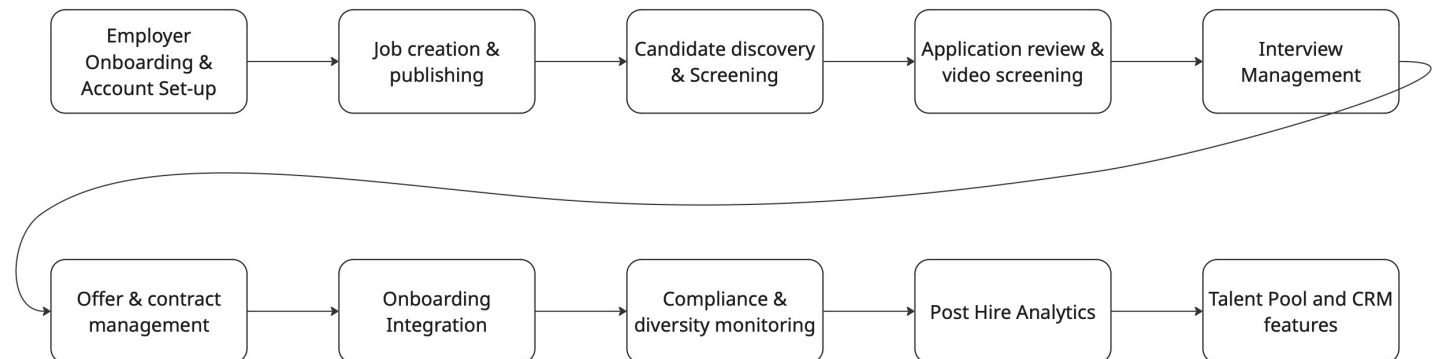 Employer
Onboarding &
Account Set-up
Job creation &
publishing
Candidate discovery
& Screening
Application review &
video screening
Interview
Management
Offer & contract
management
Onboarding
Integration
Compliance &
diversity monitoring
Post Hire Analytics
Talent Pool and CRM
features